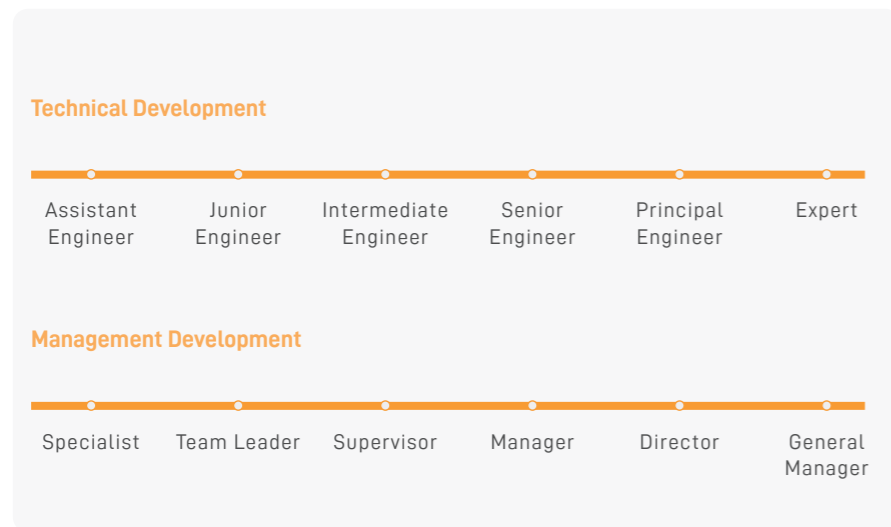 Technical Development
Assistant Engineer
Junior Engineer
Intermediate Engineer
Senior Engineer
Principal Engineer
Expert
Management Development
Specialist
Team Leader
Supervisor
Manager
Director
General Manager